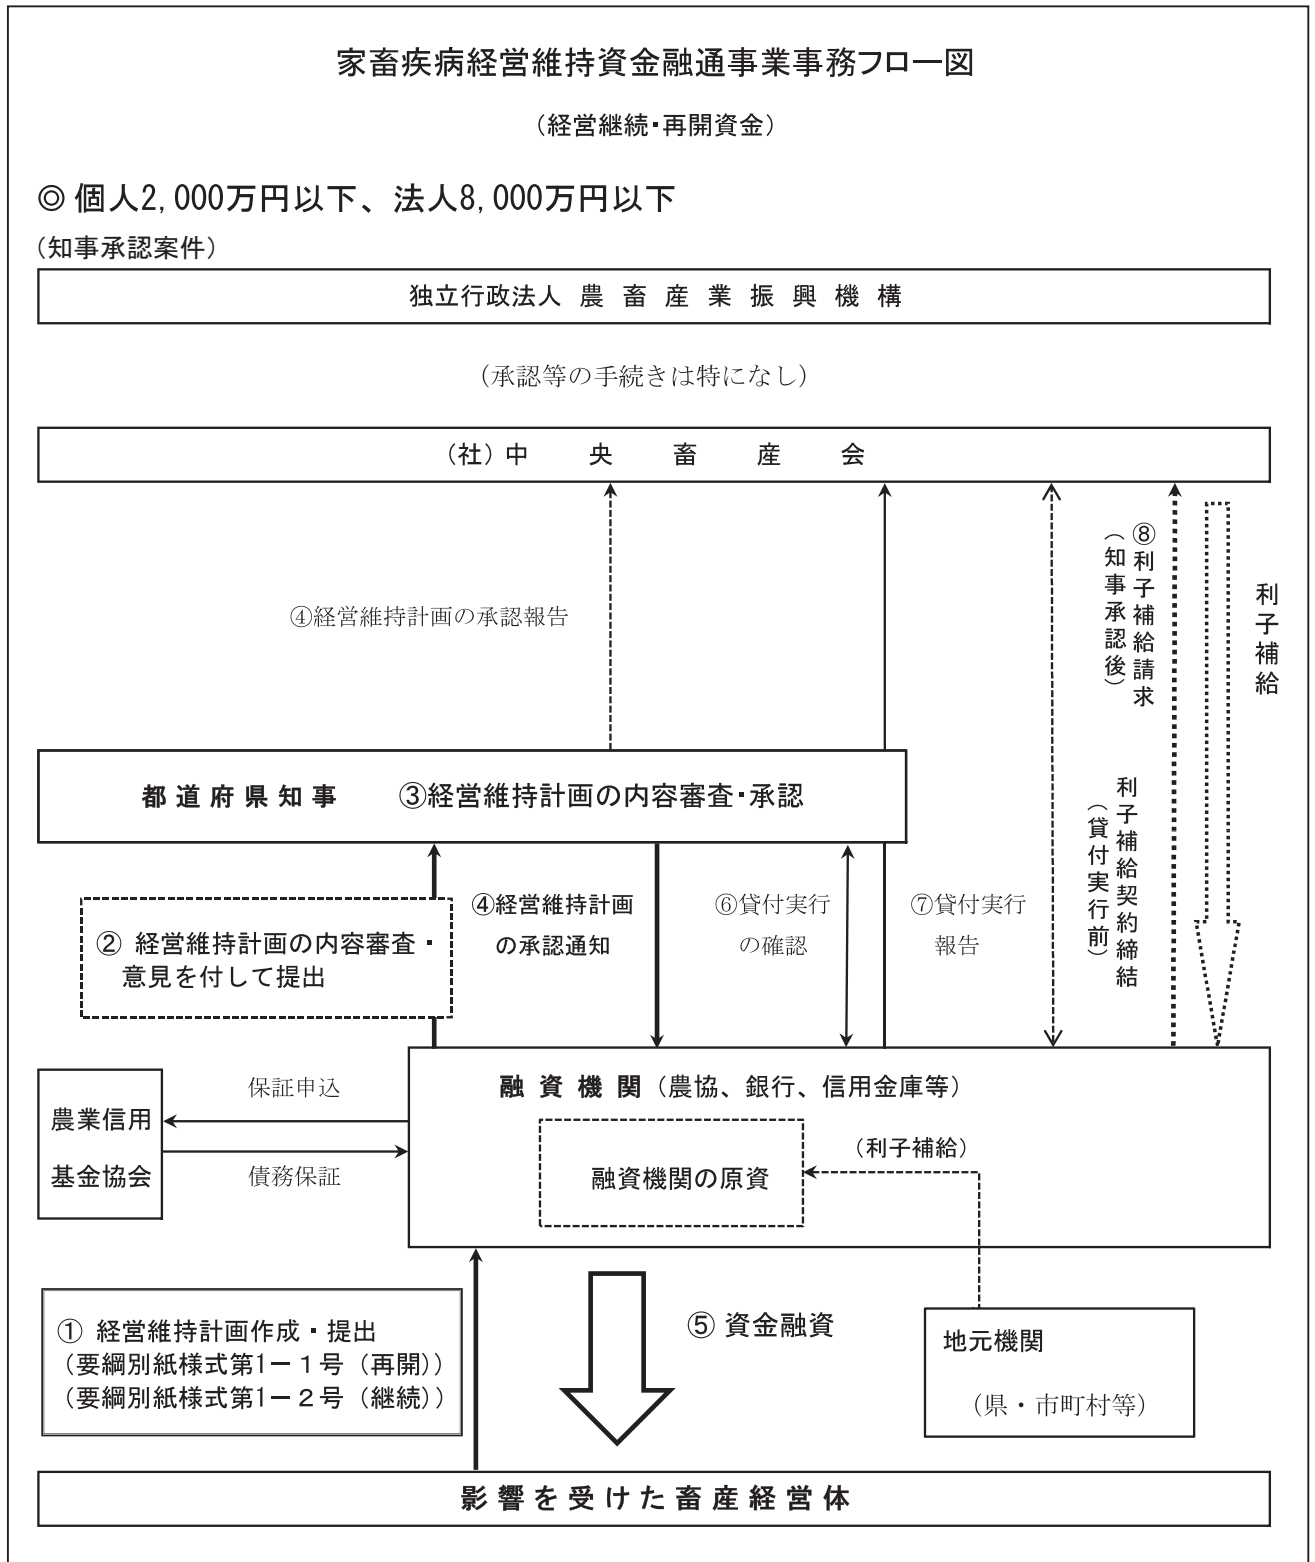 家畜疾病経営維持資金融通事業事務フロー図
（経営継続・再開資金）
◎ 個人2,000万円以下、法人8,000万円以下
（知事承認案件）
独立行政法人 農 畜 産 業 振 興 機 構
（承認等の手続きは特になし）
（社）中 央 畜 産 会
④経営維持計画の承認報告
⑧利子補給請求
（知事承認後）
利子補給
都道府県知事 ③経営維持計画の内容審査・承認
利子補給契約締結
（貸付実行前）
② 経営維持計画の内容審査・
意見を付して提出
④経営維持計画
の承認通知
⑥貸付実行
の確認
⑦貸付実行
報告
融資機関（農協、銀行、信用金庫等）
保証申込
農業信用
基金協会
債務保証
融資機関の原資
（利子補給）
① 経営維持計画作成・提出
（要綱別紙様式第1－１号（再開））
（要綱別紙様式第1－２号（継続））
⑤ 資金融資
地元機関
（県・市町村等）
影響を受けた畜産経営体